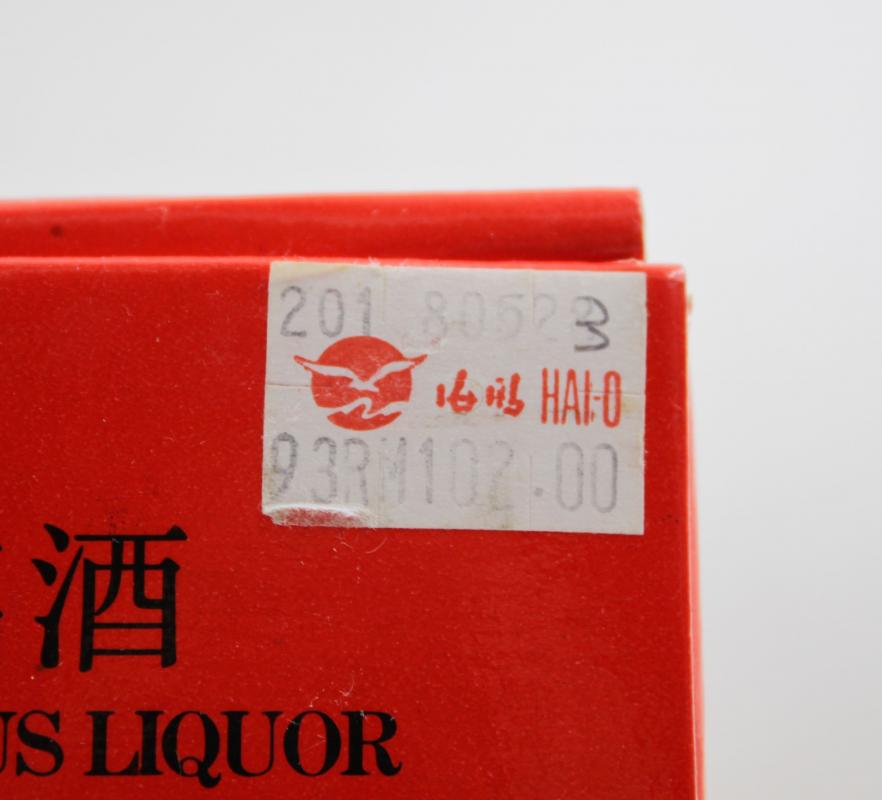 201 80528
海鸥 HAI-O
93RM102.00
酒
US LIQUOR